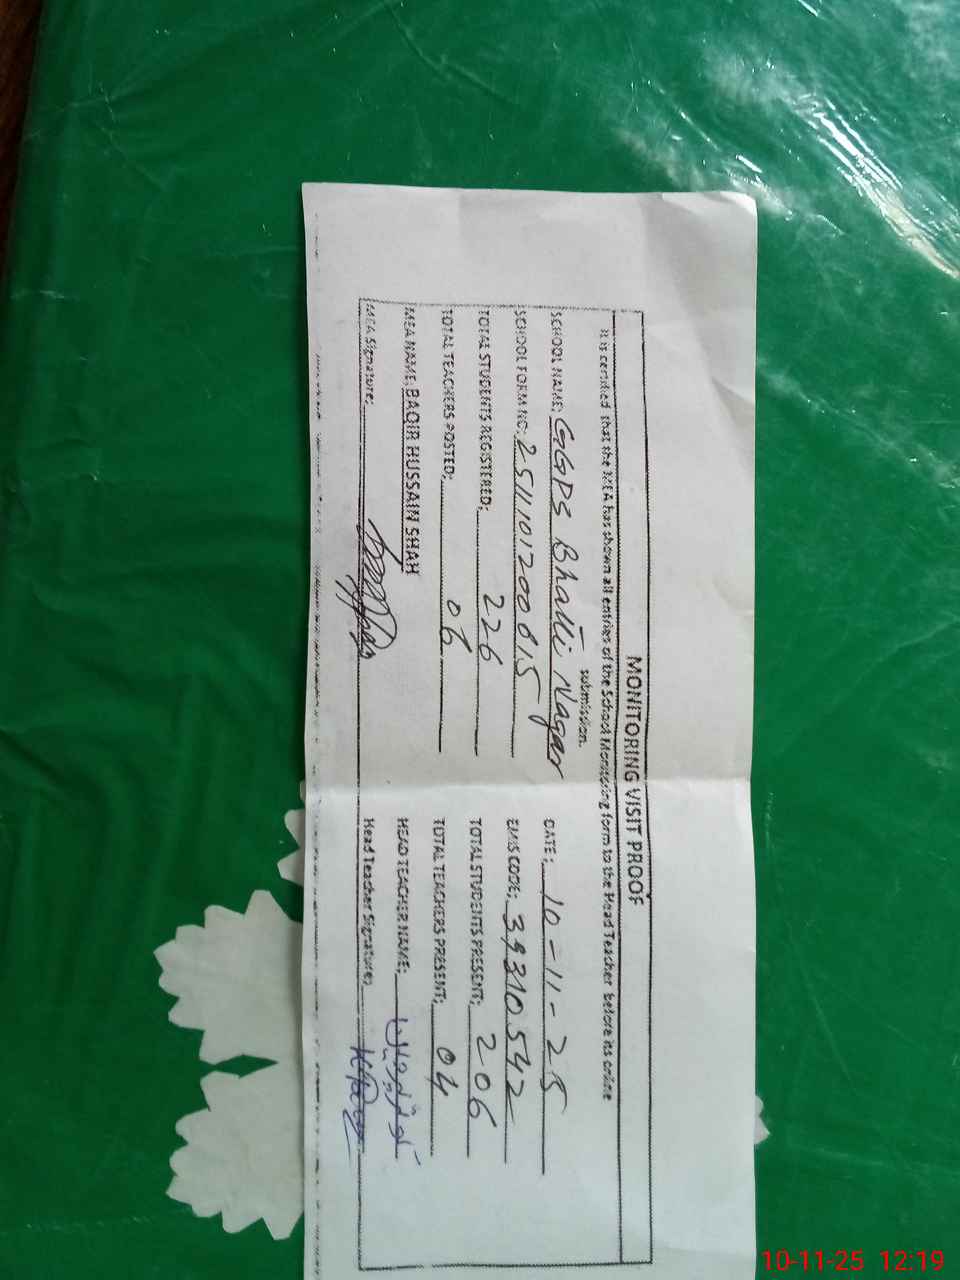 MONITORING VISIT PROOF
It is certified that the MEA has shown all entries of the School Monitoring form to the Head Teacher before its online
submission.
SCHOOL NAME: GGPS Bhatti Nagar DATE: 10-11-25
SCHOOL FORM NO: 2511101200815 EMIS CODE: 39310542
TOTAL STUDENTS REGISTERED: 226 TOTAL STUDENTS PRESENT: 206
TOTAL TEACHERS POSTED: 06 TOTAL TEACHERS PRESENT: 04
MEA NAME: BAQIR HUSSAIN SHAH HEAD TEACHER NAME:
MEA Signature: Head Teacher Signature:
10-11-25 12:19